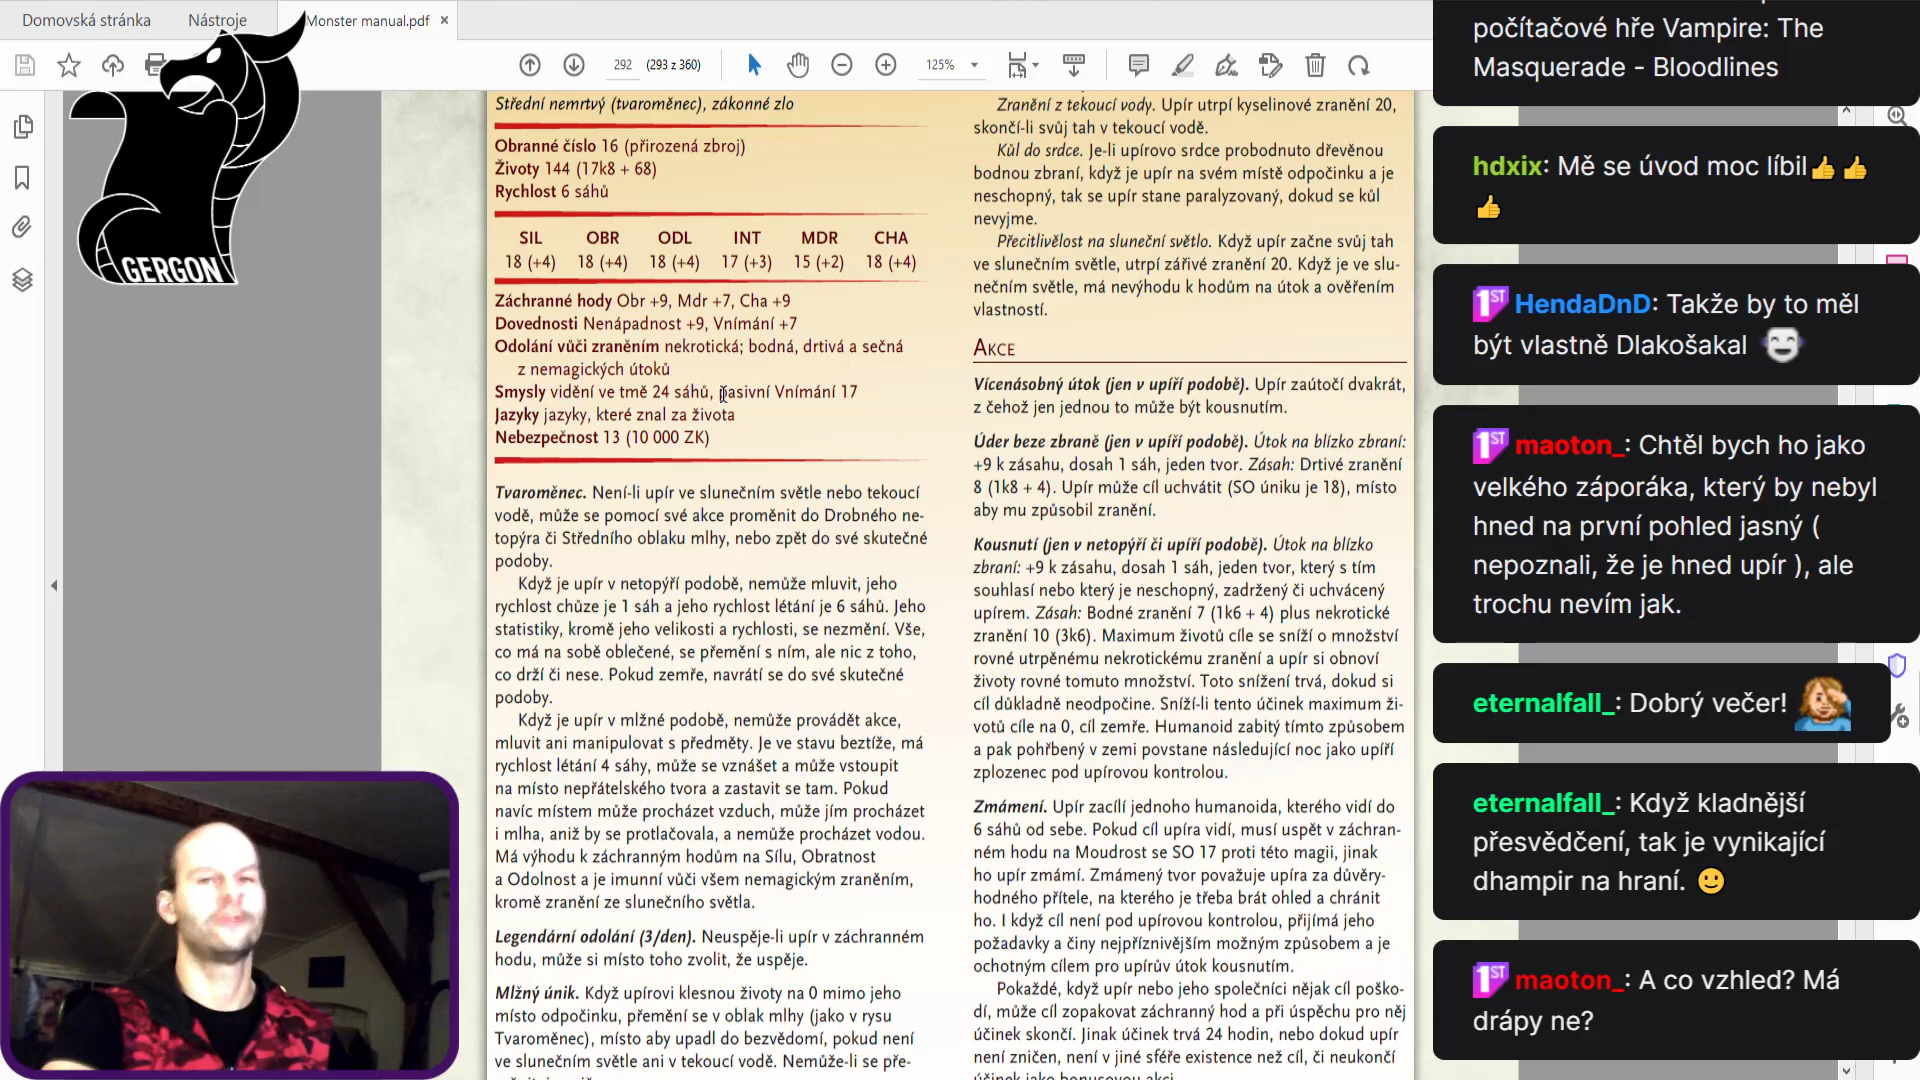 Domovská stránka
Nástroje
Monster manual.pdf ×
292 (293 z 360)
125%
GERGON
Střední nemrtvý (tvaroměnec), zákonné zlo
Obranné číslo 16 (přirozená zbroj)
Životy 144 (17k8 + 68)
Rychlost 6 sáhů
SIL OBR ODL INT MDR CHA
18 (+4) 18 (+4) 18 (+4) 17 (+3) 15 (+2) 18 (+4)
Záchranné hody Obr +9, Mdr +7, Cha +9
Dovednosti Nenápadnost +9, Vnímání +7
Odolání vůči zraněním nekrotická; bodná, drtivá a sečná
z nemagických útoků
Smysly vidění ve tmě 24 sáhů, pasivní Vnímání 17
Jazyky jazyky, které znal za života
Nebezpečnost 13 (10 000 ZK)
Tvaroměnec. Není-li upír ve slunečním světle nebo tekoucí
vodě, může se pomocí své akce proměnit do Drobného ne-
topýra či Středního oblaku mlhy, nebo zpět do své skutečné
podoby.
Když je upír v netopýří podobě, nemůže mluvit, jeho
rychlost chůze je 1 sáh a jeho rychlost létání je 6 sáhů. Jeho
statistiky, kromě jeho velikosti a rychlosti, se nezmění. Vše,
co má na sobě oblečené, se přemění s ním, ale nic z toho,
co drží či nese. Pokud zemře, navrátí se do své skutečné
podoby.
Když je upír v mlžné podobě, nemůže provádět akce,
mluvit ani manipulovat s předměty. Je ve stavu beztíže, má
rychlost létání 4 sáhy, může se vznášet a může vstoupit
na místo nepřátelského tvora a zastavit se tam. Pokud
navíc místem může procházet vzduch, může jím procházet
i mlha, aniž by se protlačovala, a nemůže procházet vodou.
Má výhodu k záchranným hodům na Sílu, Obratnost
a Odolnost a je imunní vůči všem nemagickým zraněním,
kromě zranění ze slunečního světla.
Legendární odolání (3/den). Neuspěje-li upír v záchranném
hodu, může si místo toho zvolit, že uspěje.
Mlžný únik. Když upírovi klesnou životy na 0 mimo jeho
místo odpočinku, přemění se v oblak mlhy (jako v rysu
Tvaroměnec), místo aby upadl do bezvědomí, pokud není
ve slunečním světle ani v tekoucí vodě. Nemůže-li se pře-
Zranění z tekoucí vody. Upír utrpí kyselinové zranění 20,
skončí-li svůj tah v tekoucí vodě.
Kůl do srdce. Je-li upírovo srdce probodnuto dřevěnou
bodnou zbraní, když je upír na svém místě odpočinku a je
neschopný, tak se upír stane paralyzovaný, dokud se kůl
nevyjme.
Přecitlivělost na sluneční světlo. Když upír začne svůj tah
ve slunečním světle, utrpí zářivé zranění 20. Když je ve slu-
nečním světle, má nevýhodu k hodům na útok a ověřením
vlastností.
AKCE
Vícenásobný útok (jen v upíří podobě). Upír zaútočí dvakrát,
z čehož jen jednou to může být kousnutím.
Úder beze zbraně (jen v upíří podobě). Útok na blízko zbraní:
+9 k zásahu, dosah 1 sáh, jeden tvor. Zásah: Drtivé zranění
8 (1k8 + 4). Upír může cíl uchvátit (SO úniku je 18), místo
aby mu způsobil zranění.
Kousnutí (jen v netopýří či upíří podobě). Útok na blízko
zbraní: +9 k zásahu, dosah 1 sáh, jeden tvor, který s tím
souhlasí nebo který je neschopný, zadržený či uchvácený
upírem. Zásah: Bodné zranění 7 (1k6 + 4) plus nekrotické
zranění 10 (3k6). Maximum životů cíle se sníží o množství
rovné utrpěnému nekrotickému zranění a upír si obnoví
životy rovné tomuto množství. Toto snížení trvá, dokud si
cíl důkladně neodpočine. Sníží-li tento účinek maximum ži-
votů cíle na 0, cíl zemře. Humanoid zabitý tímto způsobem
a pak pohřbený v zemi povstane následující noc jako upíří
zplozenec pod upírovou kontrolou.
Zmámení. Upír zacílí jednoho humanoida, kterého vidí do
6 sáhů od sebe. Pokud cíl upíra vidí, musí uspět v záchran-
ném hodu na Moudrost se SO 17 proti této magii, jinak
ho upír zmámí. Zmámený tvor považuje upíra za důvěry-
hodného přítele, na kterého je třeba brát ohled a chránit
ho. I když cíl není pod upírovou kontrolou, přijímá jeho
požadavky a činy nejpříznivějším možným způsobem a je
ochotným cílem pro upírův útok kousnutím.
Pokaždé, když upír nebo jeho společníci nějak cíl poško-
dí, může cíl zopakovat záchranný hod a při úspěchu pro něj
účinek skončí. Jinak účinek trvá 24 hodin, nebo dokud upír
není zničen, není v jiné sféře existence než cíl, či neukončí
účinek jako bonusovou akci.
počítačové hře Vampire: The
Masquerade - Bloodlines
hdxix: Mě se úvod moc líbil👍👍
👍
1ST HendaDnD: Takže by to měl
být vlastně Dlakošakal
1ST maoton_: Chtěl bych ho jako
velkého záporáka, který by nebyl
hned na první pohled jasný (
nepoznali, že je hned upír ), ale
trochu nevím jak.
eternalfall_: Dobrý večer!
eternalfall_: Když kladnější
přesvědčení, tak je vynikající
dhampir na hraní. 🙂
1ST maoton_: A co vzhled? Má
drápy ne?